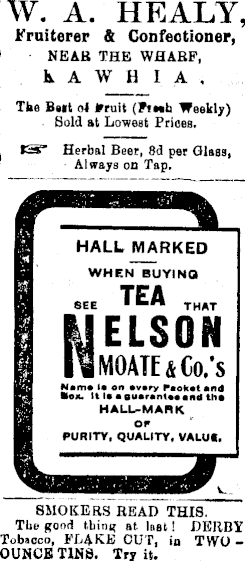 W. A. HEALY,
Fruiterer & Confectioner,
NEAR THE WHARF,
KAWHIA.
The Best of Fruit (Fresh Weekly)
Sold at Lowest Prices.
Herbal Beer, 3d per Glass,
Always on Tap.
HALL MARKED
WHEN BUYING
SEE TEA THAT
NELSON
MOATE & Co.'s
Name is on every Packet and
Box. It is a guarantee and the
HALL-MARK
OF
PURITY, QUALITY, VALUE.
SMOKERS READ THIS.
The good thing at last! DERBY
Tobacco, FLAKE CUT, in TWO-
OUNCE TINS. Try it.